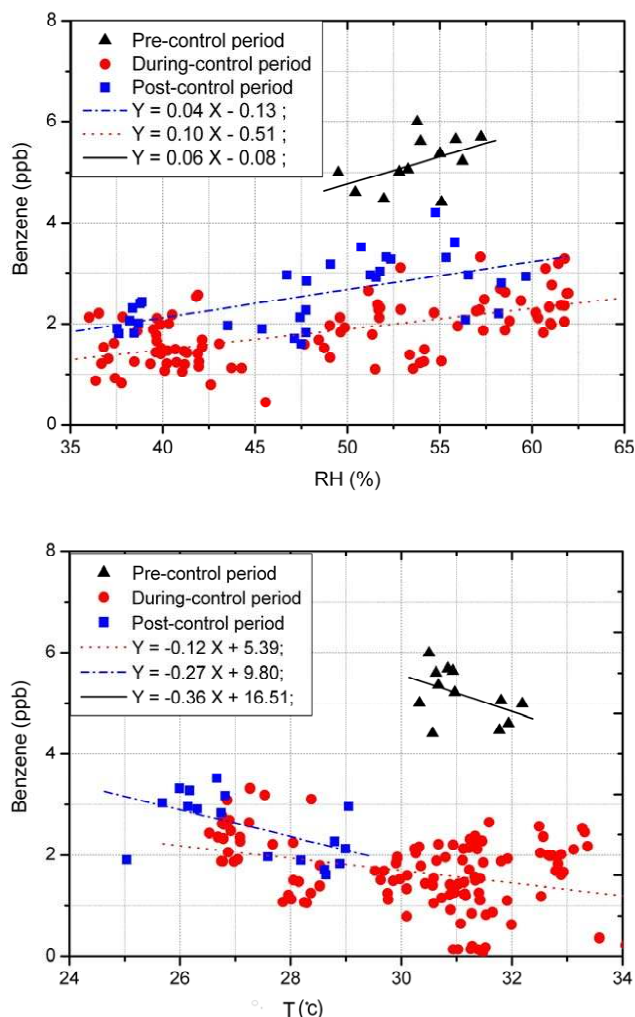 8
Pre-control period
During-control period
Post-control period
Y = 0.04 X - 0.13 ;
Y = 0.10 X - 0.51 ;
Y = 0.06 X - 0.08 ;
6
4
2
0
Benzene (ppb)
35 40 45 50 55 60 65
RH (%)
8
Pre-control period
During-control period
Post-control period
Y = -0.12 X + 5.39;
Y = -0.27 X + 9.80;
Y = -0.36 X + 16.51;
6
4
2
0
Benzene (ppb)
24 26 28 30 32 34
T (℃)